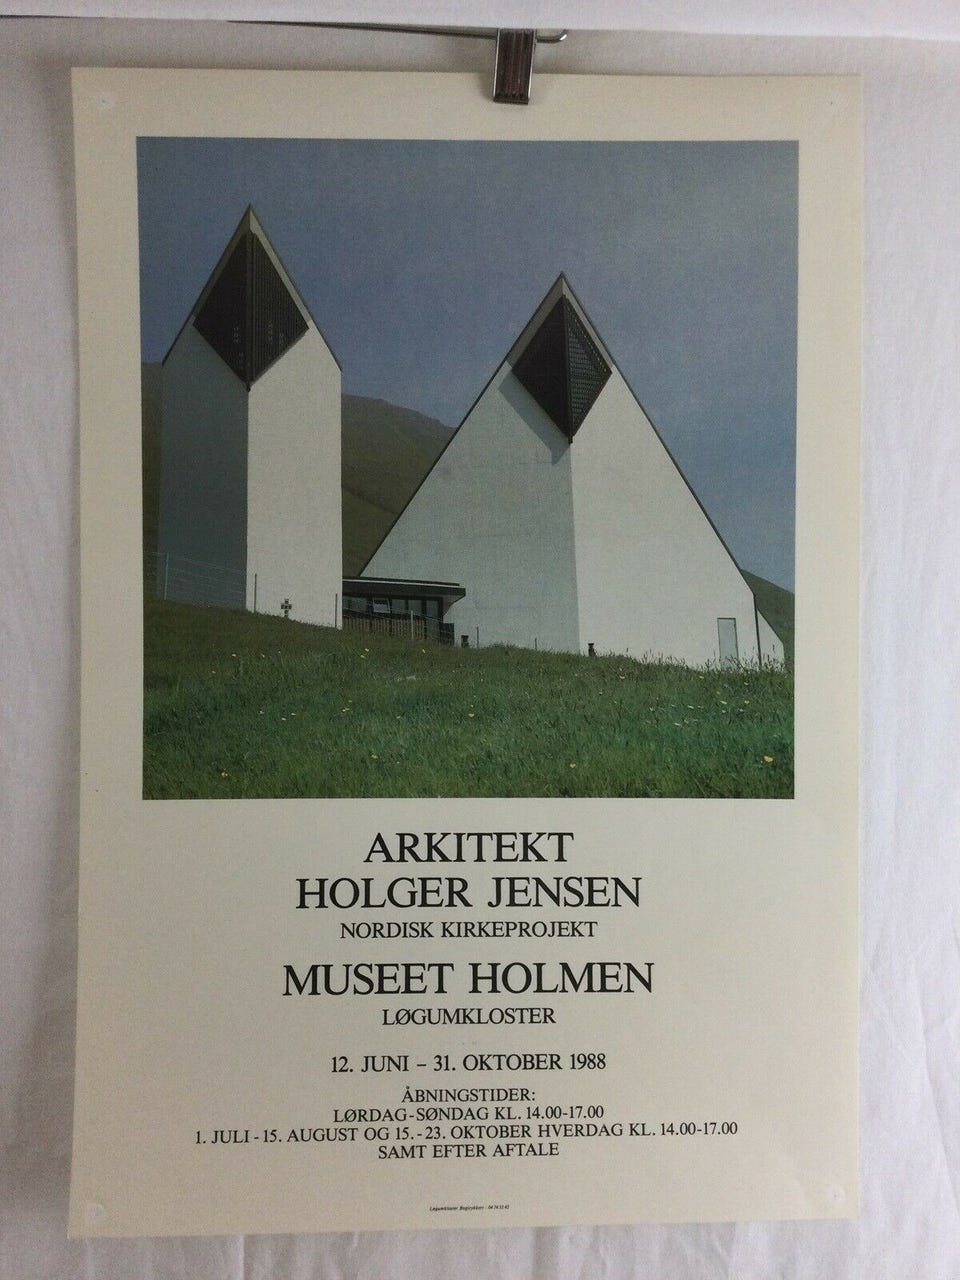 ARKITEKT
HOLGER JENSEN
NORDISK KIRKEPROJEKT
MUSEET HOLMEN
LØGUMKLOSTER
12. JUNI – 31. OKTOBER 1988
ÅBNINGSTIDER:
LØRDAG-SØNDAG KL. 14.00-17.00
1. JULI - 15. AUGUST OG 15. - 23. OKTOBER HVERDAG KL. 14.00-17.00
SAMT EFTER AFTALE
Løgumkloster